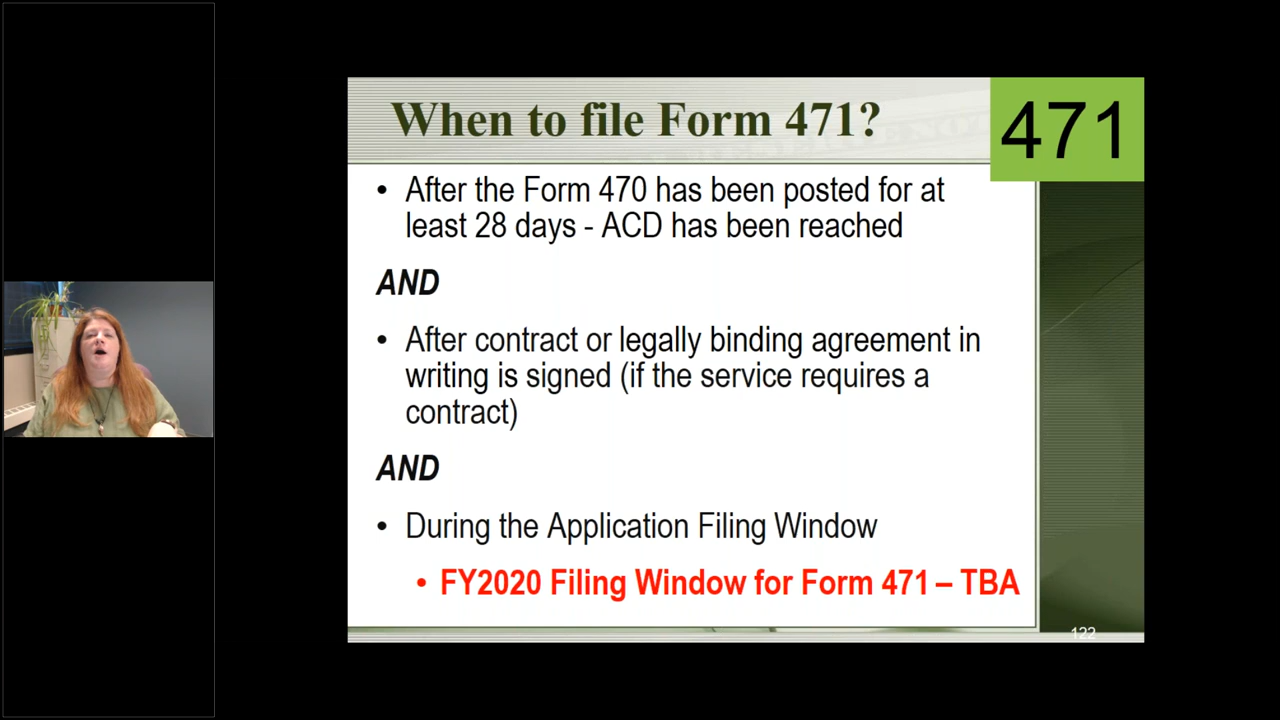 When to file Form 471?
471
• After the Form 470 has been posted for at
least 28 days - ACD has been reached
AND
• After contract or legally binding agreement in
writing is signed (if the service requires a
contract)
AND
• During the Application Filing Window
• FY2020 Filing Window for Form 471 – TBA
122